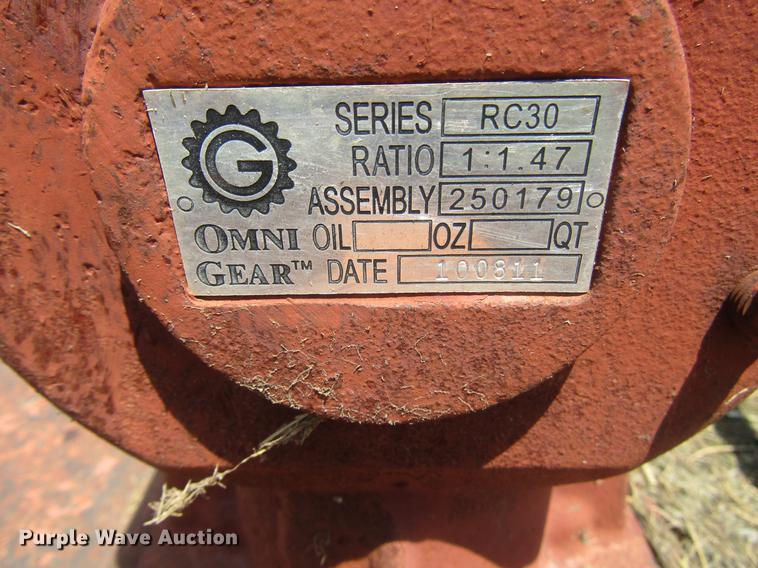 SERIES RC30
RATIO 1:1.47
ASSEMBLY 250179
G
OMNI OIL OZ QT
GEAR™ DATE 100811
Purple Wave Auction